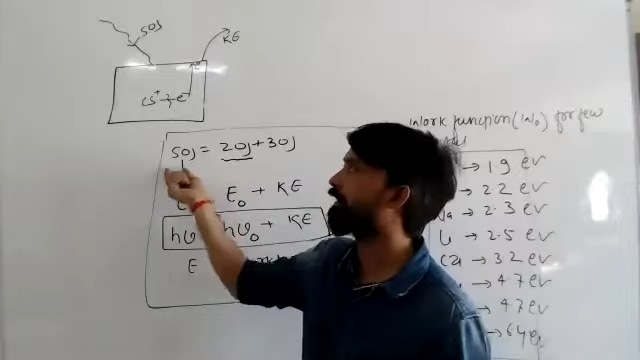 50J
KE
Cs⁺ + e⁻
50J = 20J + 30J
E₀ + KE
hυ hυ₀ + KE
E
Work function (W₀) for few
→ 1.9 ev
→ 2.2 ev
Na → 2.3 ev
Li → 2.5 ev
Ca → 3.2 ev
→ 4.7 ev
→ 4.7 ev